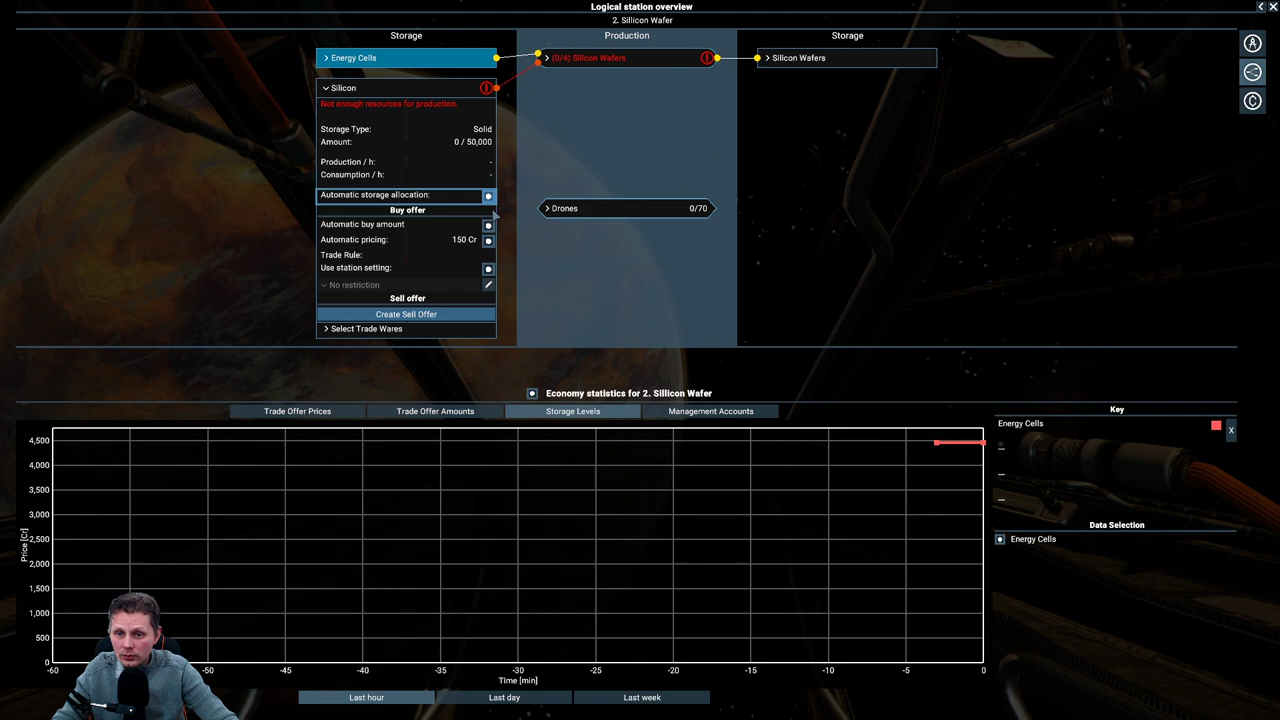 Logical station overview
2. Sillicon Wafer
Storage
Production
Storage
Energy Cells
(0/4) Silicon Wafers
Silicon Wafers
Silicon
Not enough resources for production.
Storage Type: Solid
Amount: 0 / 50,000
Production / h: -
Consumption / h: -
Automatic storage allocation:
Buy offer
Automatic buy amount
Automatic pricing: 150 Cr
Trade Rule:
Use station setting:
No restriction
Sell offer
Create Sell Offer
Select Trade Wares
Drones 0/70
A
C
Economy statistics for 2. Sillicon Wafer
Trade Offer Prices
Trade Offer Amounts
Storage Levels
Management Accounts
Key
Energy Cells
X
Data Selection
Energy Cells
Price [Cr]
4,500
4,000
3,500
3,000
2,500
2,000
1,500
1,000
500
0
-60 -50 -45 -40 -35 -30 -25 -20 -15 -10 -5 0
Time [min]
Last hour
Last day
Last week